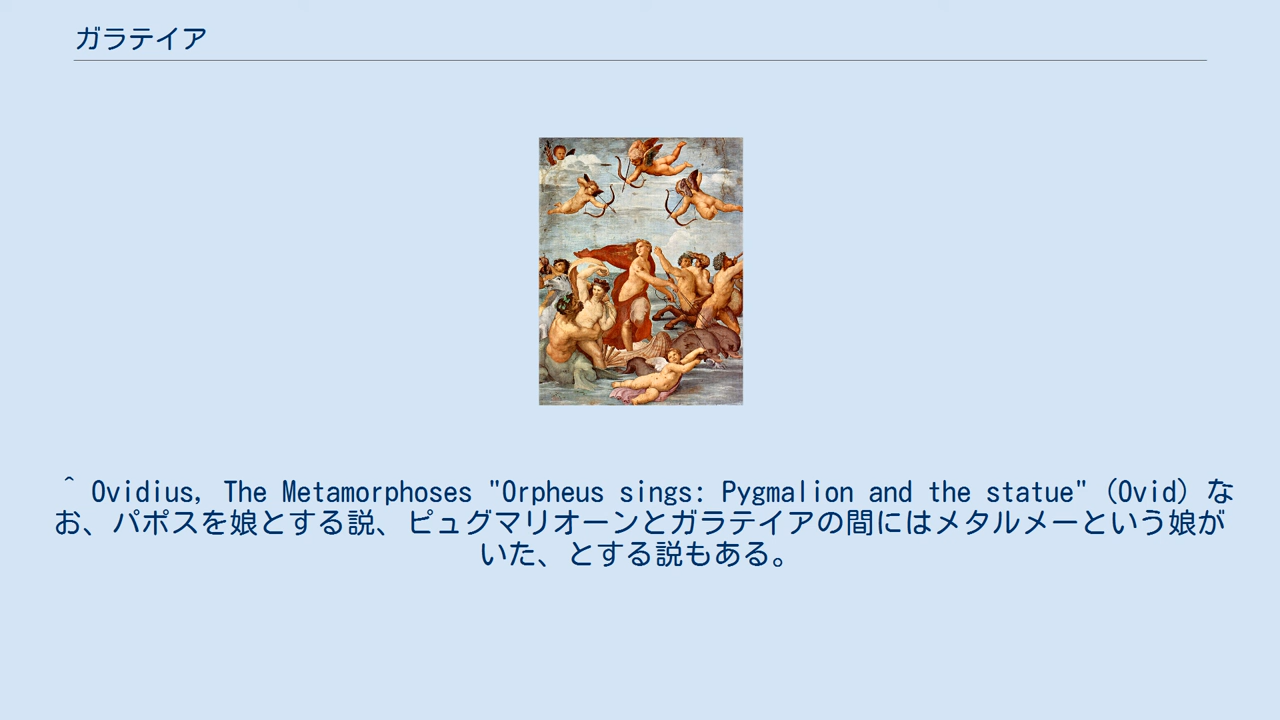 ガラテイア
^ Ovidius, The Metamorphoses "Orpheus sings: Pygmalion and the statue" (Ovid) な
お、パポスを娘とする説、ピュグマリオーンとガラテイアの間にはメタルメーという娘が
いた、とする説もある。